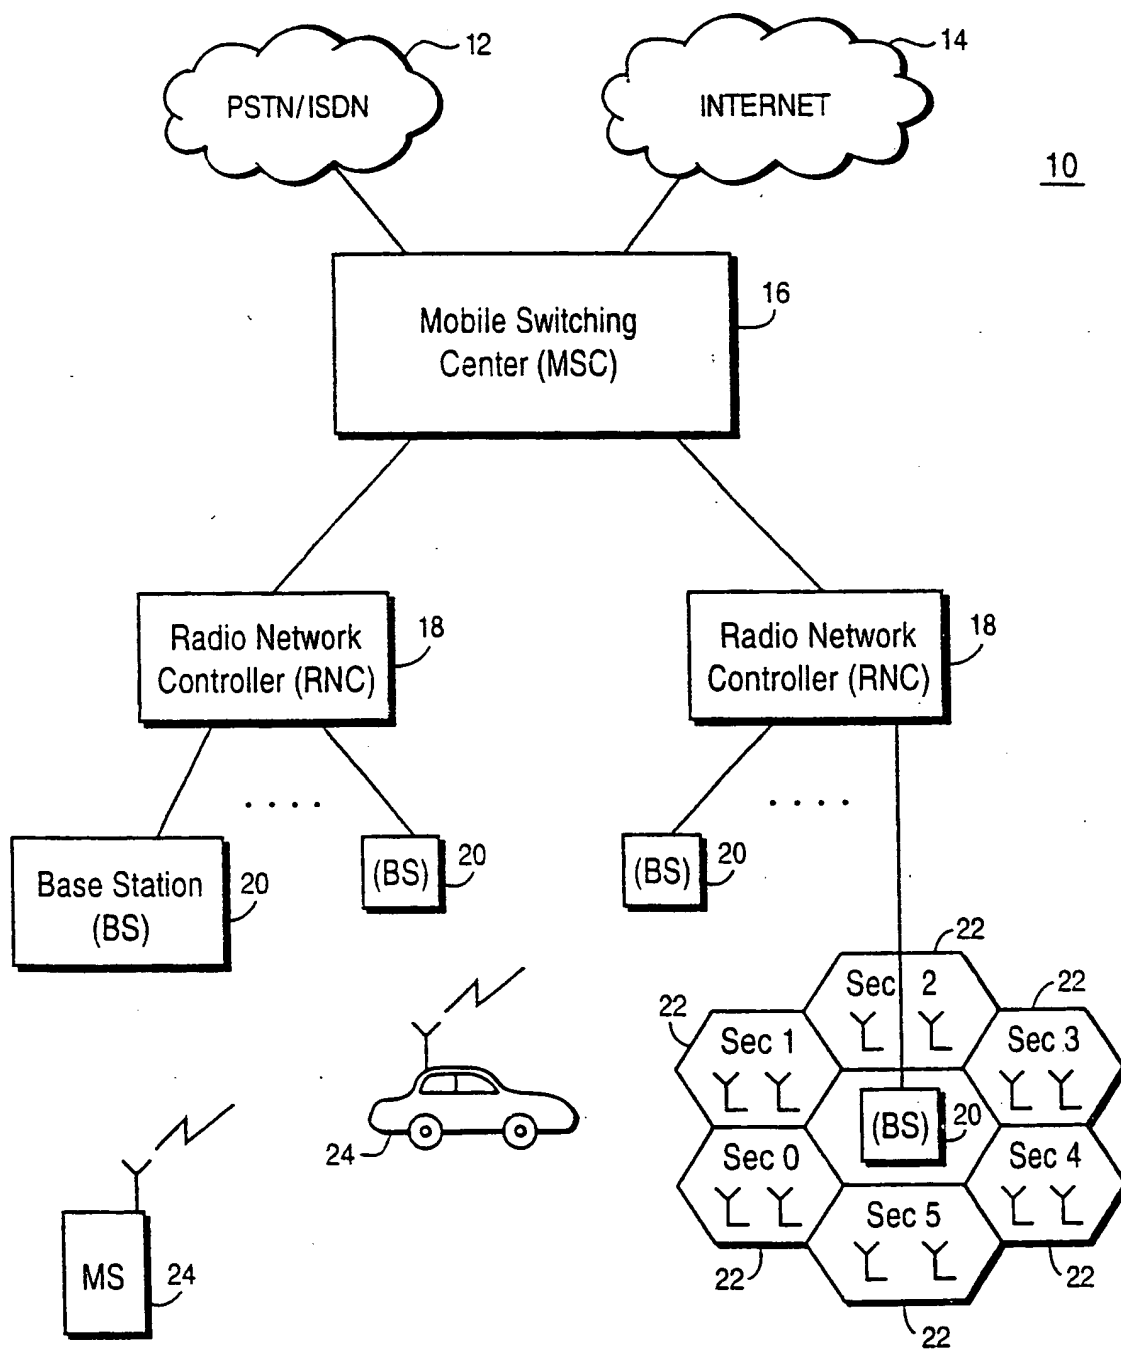 12
14
PSTN/ISDN
INTERNET
10
16
Mobile Switching
Center (MSC)
18
Radio Network
Controller (RNC)
18
Radio Network
Controller (RNC)
Base Station
(BS)
20
(BS)
20
(BS)
20
22
22
22
Sec 2
Sec 1
Sec 3
(BS)
20
Sec 0
Sec 4
Sec 5
22
22
22
24
MS
24